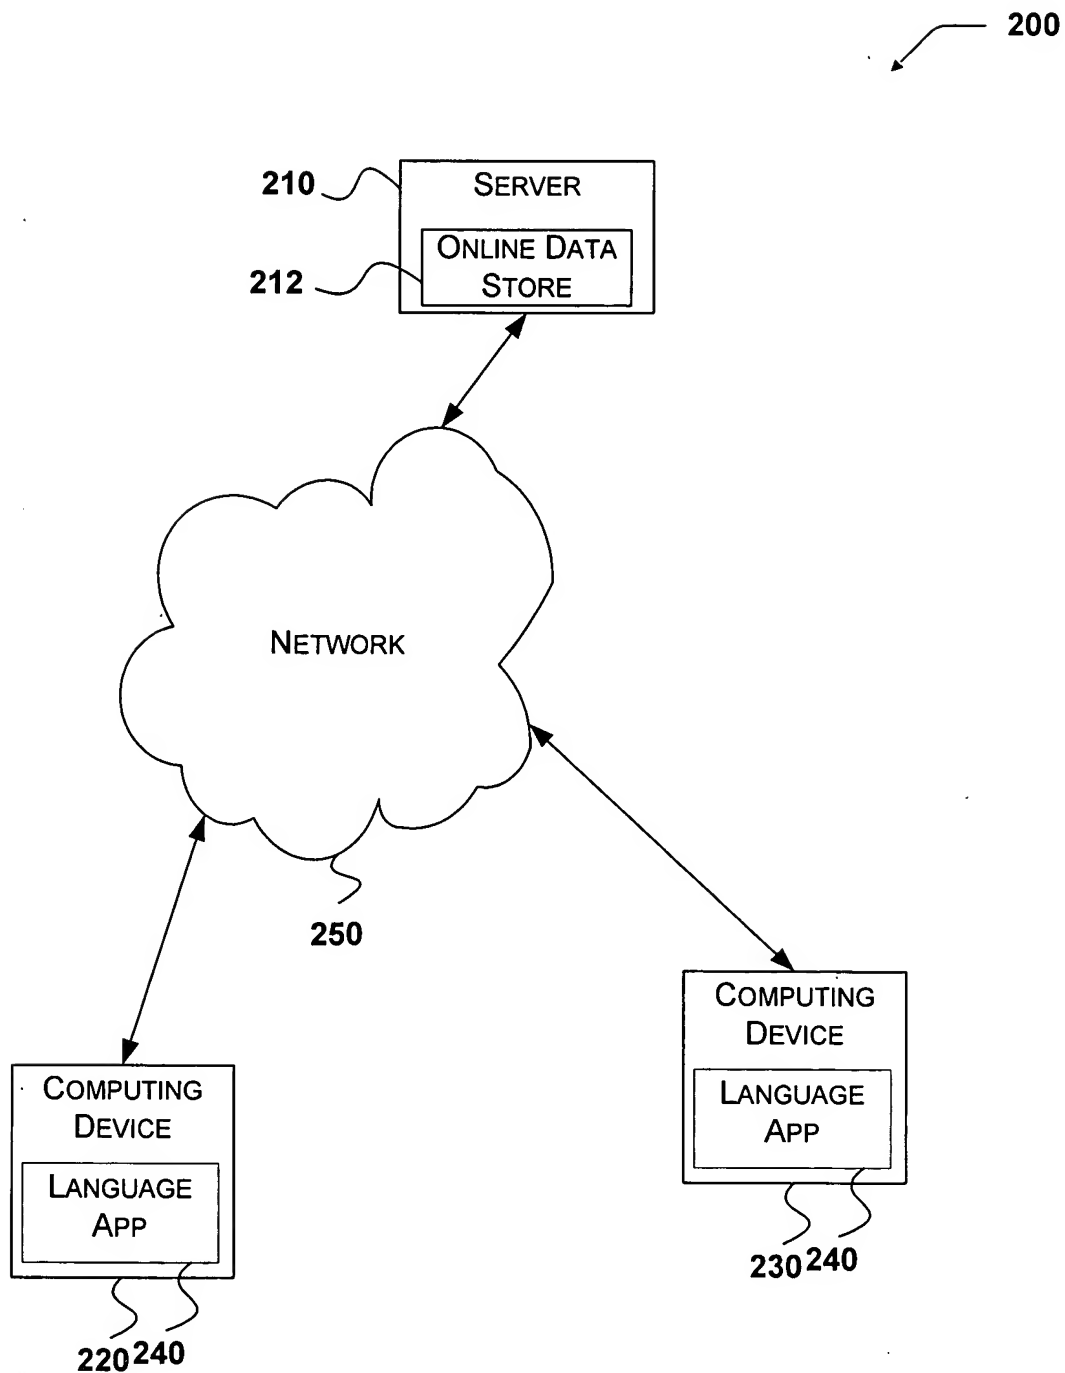 200
210
SERVER
ONLINE DATA
STORE
212
NETWORK
250
COMPUTING
DEVICE
LANGUAGE
APP
230 240
COMPUTING
DEVICE
LANGUAGE
APP
220 240